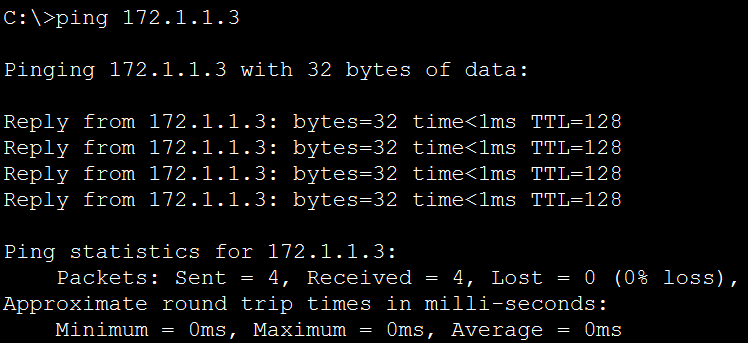 C:\>ping 172.1.1.3
Pinging 172.1.1.3 with 32 bytes of data:
Reply from 172.1.1.3: bytes=32 time<1ms TTL=128
Reply from 172.1.1.3: bytes=32 time<1ms TTL=128
Reply from 172.1.1.3: bytes=32 time<1ms TTL=128
Reply from 172.1.1.3: bytes=32 time<1ms TTL=128
Ping statistics for 172.1.1.3:
    Packets: Sent = 4, Received = 4, Lost = 0 (0% loss),
Approximate round trip times in milli-seconds:
    Minimum = 0ms, Maximum = 0ms, Average = 0ms